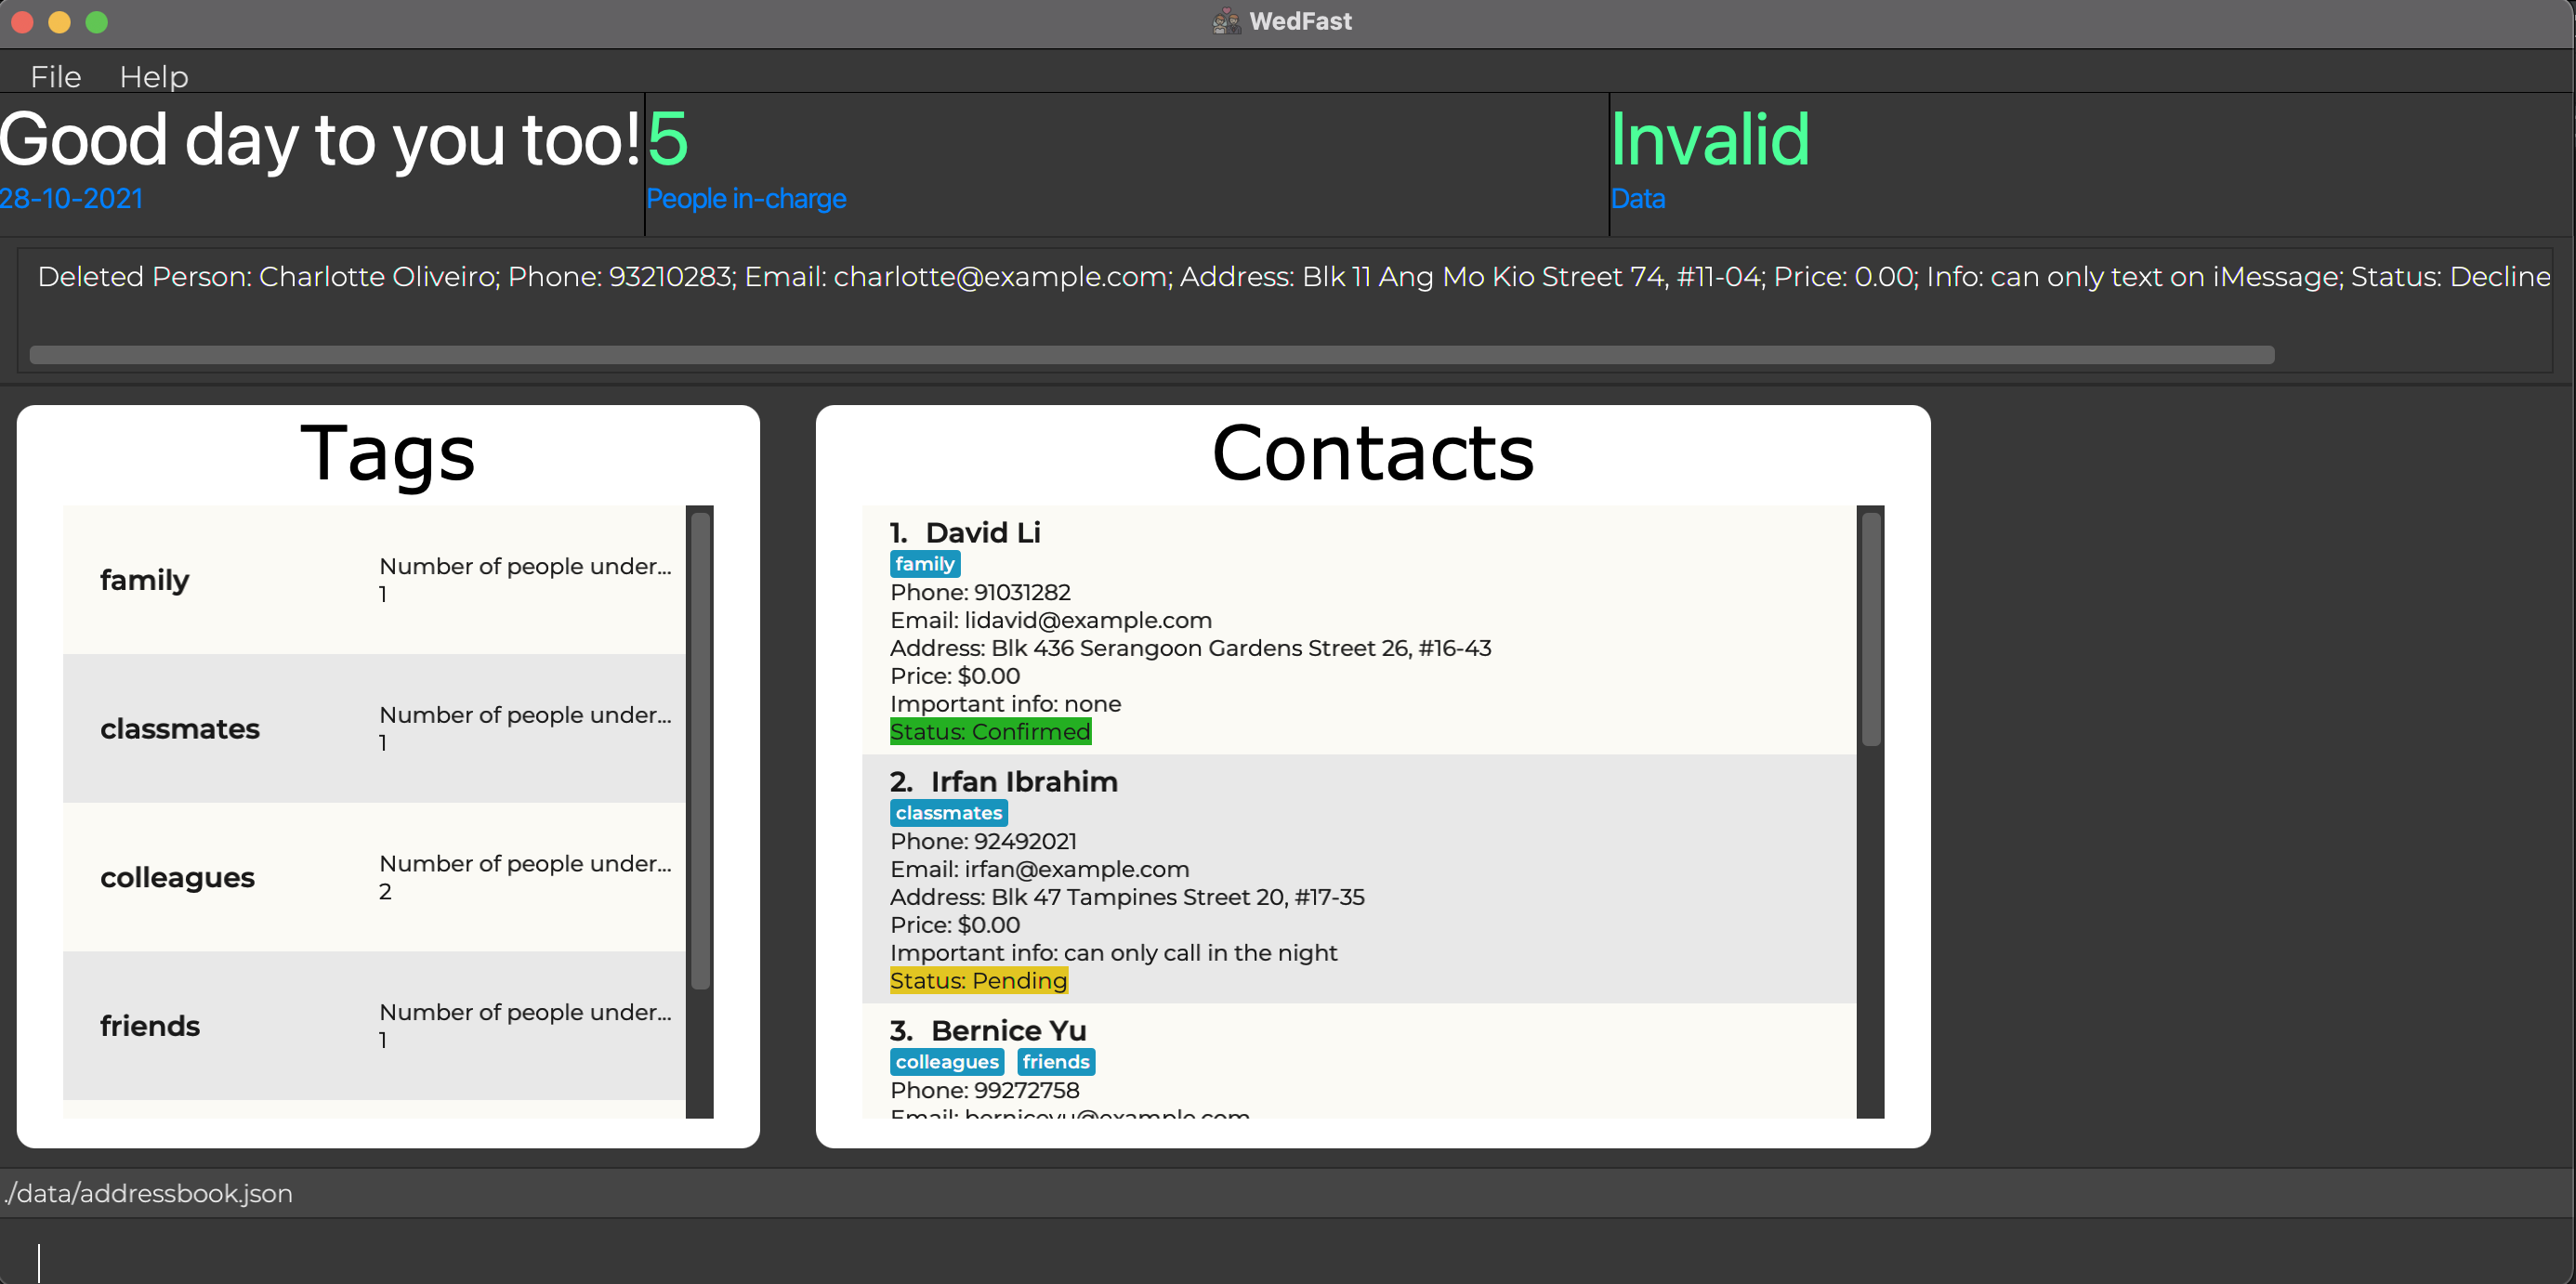 WedFast
File Help
Good day to you too!
28-10-2021
5
People in-charge
Invalid
Data
Deleted Person: Charlotte Oliveiro; Phone: 93210283; Email: charlotte@example.com; Address: Blk 11 Ang Mo Kio Street 74, #11-04; Price: 0.00; Info: can only text on iMessage; Status: Decline
Tags
family
Number of people under...
1
classmates
Number of people under...
1
colleagues
Number of people under...
2
friends
Number of people under...
1
Contacts
1. David Li
family
Phone: 91031282
Email: lidavid@example.com
Address: Blk 436 Serangoon Gardens Street 26, #16-43
Price: $0.00
Important info: none
Status: Confirmed
2. Irfan Ibrahim
classmates
Phone: 92492021
Email: irfan@example.com
Address: Blk 47 Tampines Street 20, #17-35
Price: $0.00
Important info: can only call in the night
Status: Pending
3. Bernice Yu
colleagues friends
Phone: 99272758
Email: berniceyu@example.com
./data/addressbook.json